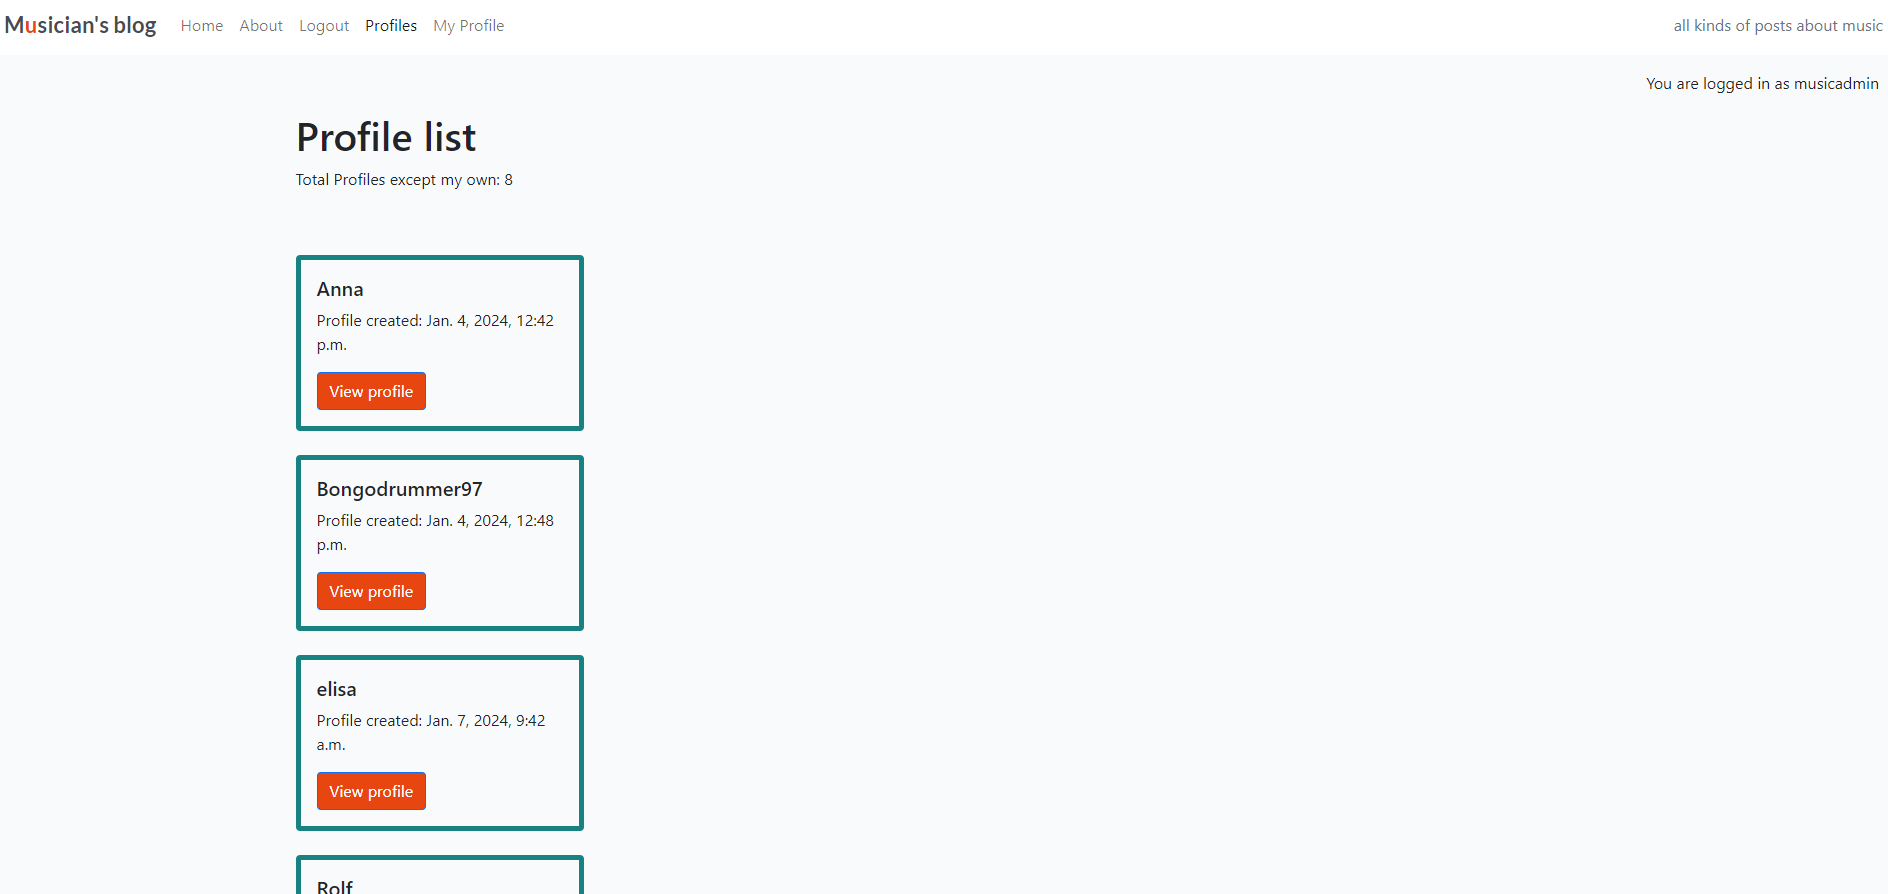 Musician's blog Home About Logout Profiles My Profile all kinds of posts about music
You are logged in as musicadmin
Profile list
Total Profiles except my own: 8
Anna
Profile created: Jan. 4, 2024, 12:42
p.m.
View profile
Bongodrummer97
Profile created: Jan. 4, 2024, 12:48
p.m.
View profile
elisa
Profile created: Jan. 7, 2024, 9:42
a.m.
View profile
Rolf